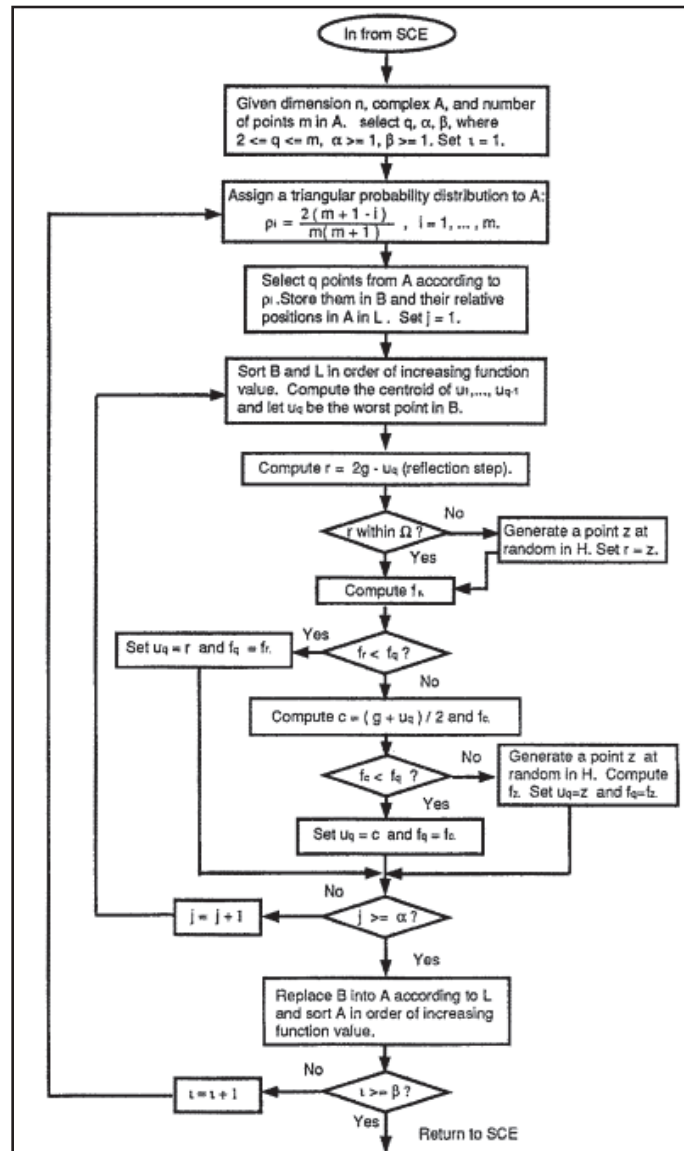 In from SCE
Given dimension n, complex A, and number
of points m in A. select q, α, β, where
2 <= q <= m, α >= 1, β >= 1. Set ι = 1.
Assign a triangular probability distribution to A:
ρi = 2 ( m + 1 - i ) / m ( m + 1 ) , i = 1, ... , m.
Select q points from A according to
ρi .Store them in B and their relative
positions in A in L . Set j = 1.
Sort B and L in order of increasing function
value. Compute the centroid of u1,..., uq-1
and let uq be the worst point in B.
Compute r = 2g - uq (reflection step).
r within Ω ?
No
Generate a point z at
random in H. Set r = z.
Yes
Compute fr.
fr < fq ?
Yes
Set uq = r and fq = fr.
No
Compute c = ( g + uq ) / 2 and fc.
fc < fq ?
No
Generate a point z at
random in H. Compute
fz. Set uq=z and fq=fz.
Yes
Set uq = c and fq = fc.
j >= α ?
No
j = j + 1
Yes
Replace B into A according to L
and sort A in order of increasing
function value.
ι >= β ?
No
ι = ι + 1
Yes
Return to SCE